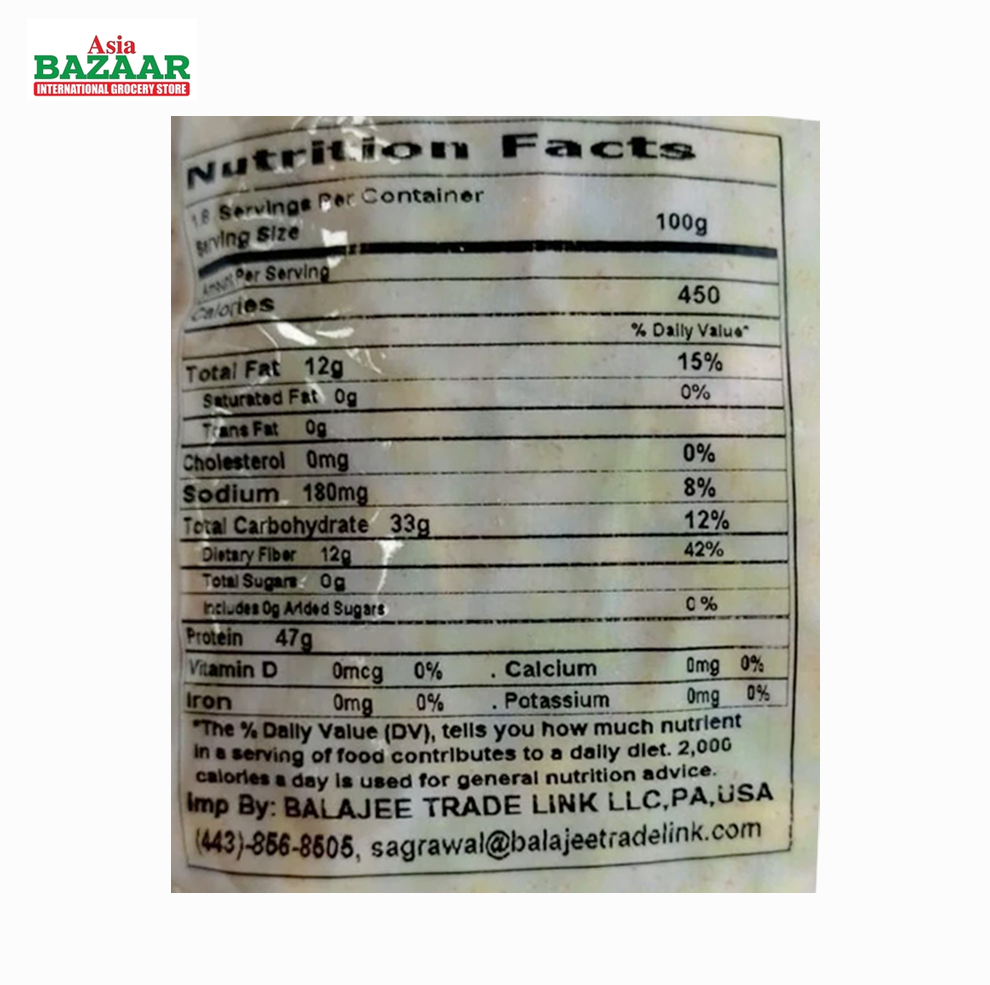 Asia
BAZAAR
INTERNATIONAL GROCERY STORE
Nutrition Facts
1.8 Servings Per Container
Serving Size 100g
Amount Per Serving
Calories 450
% Daily Value*
Total Fat 12g 15%
Saturated Fat 0g 0%
Trans Fat 0g
Cholesterol 0mg 0%
Sodium 180mg 8%
Total Carbohydrate 33g 12%
Dietary Fiber 12g 42%
Total Sugars 0g
Includes 0g Added Sugars 0%
Protein 47g
Vitamin D 0mcg 0% . Calcium 0mg 0%
Iron 0mg 0% . Potassium 0mg 0%
*The % Daily Value (DV), tells you how much nutrient
in a serving of food contributes to a daily diet. 2,000
calories a day is used for general nutrition advice.
Imp By: BALAJEE TRADE LINK LLC,PA,USA
(443)-856-8505, sagrawal@balajeetradelink.com